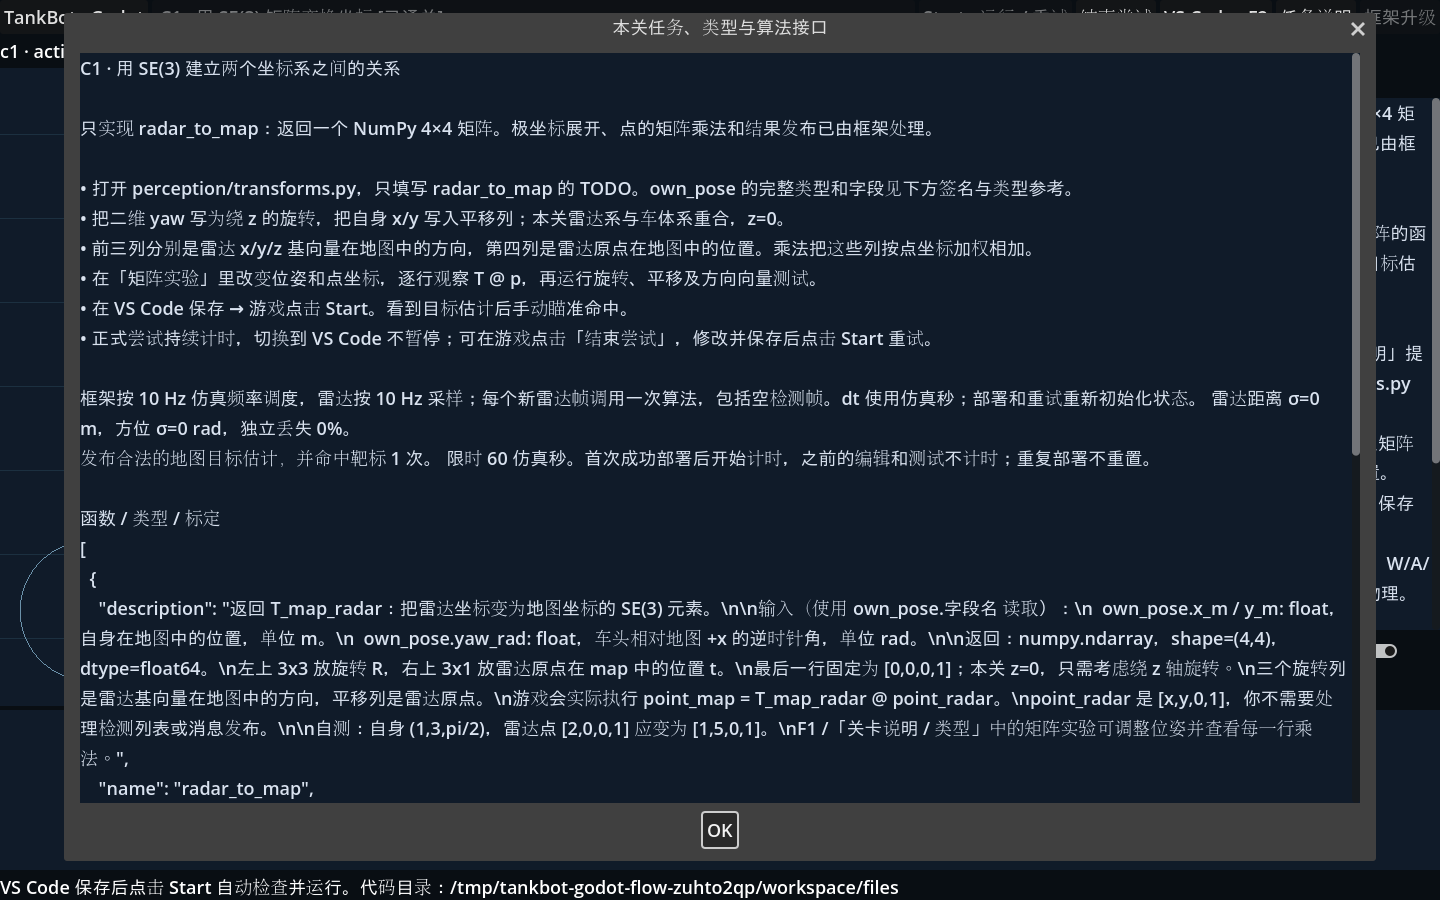 本关任务、类型与算法接口
C1 · 用 SE(3) 建立两个坐标系之间的关系
只实现 radar_to_map：返回一个 NumPy 4×4 矩阵。极坐标展开、点的矩阵乘法和结果发布已由框架处理。
• 打开 perception/transforms.py，只填写 radar_to_map 的 TODO。own_pose 的完整类型和字段见下方签名与类型参考。
• 把二维 yaw 写为绕 z 的旋转，把自身 x/y 写入平移列；本关雷达系与车体系重合，z=0。
• 前三列分别是雷达 x/y/z 基向量在地图中的方向，第四列是雷达原点在地图中的位置。乘法把这些列按点坐标加权相加。
• 在「矩阵实验」里改变位姿和点坐标，逐行观察 T @ p，再运行旋转、平移及方向向量测试。
• 在 VS Code 保存 → 游戏点击 Start。看到目标估计后手动瞄准命中。
• 正式尝试持续计时，切换到 VS Code 不暂停；可在游戏点击「结束尝试」，修改并保存后点击 Start 重试。
框架按 10 Hz 仿真频率调度，雷达按 10 Hz 采样；每个新雷达帧调用一次算法，包括空检测帧。dt 使用仿真秒；部署和重试重新初始化状态。 雷达距离 σ=0
m，方位 σ=0 rad，独立丢失 0%。
发布合法的地图目标估计，并命中靶标 1 次。 限时 60 仿真秒。首次成功部署后开始计时，之前的编辑和测试不计时；重复部署不重置。
函数 / 类型 / 标定
[
{
"description": "返回 T_map_radar：把雷达坐标变为地图坐标的 SE(3) 元素。\n\n输入（使用 own_pose.字段名 读取）：\n  own_pose.x_m / y_m: float，
自身在地图中的位置，单位 m。\n  own_pose.yaw_rad: float，车头相对地图 +x 的逆时针角，单位 rad。\n\n返回：numpy.ndarray，shape=(4,4)，
dtype=float64。\n左上 3x3 放旋转 R，右上 3x1 放雷达原点在 map 中的位置 t。\n最后一行固定为 [0,0,0,1]；本关 z=0，只需考虑绕 z 轴旋转。\n三个旋转列
是雷达基向量在地图中的方向，平移列是雷达原点。\n游戏会实际执行 point_map = T_map_radar @ point_radar。\npoint_radar 是 [x,y,0,1]，你不需要处
理检测列表或消息发布。\n\n自测：自身 (1,3,pi/2)，雷达点 [2,0,0,1] 应变为 [1,5,0,1]。\nF1 /「关卡说明 / 类型」中的矩阵实验可调整位姿并查看每一行乘
法。",
"name": "radar_to_map",
OK
VS Code 保存后点击 Start 自动检查并运行。代码目录：/tmp/tankbot-godot-flow-zuhto2qp/workspace/files